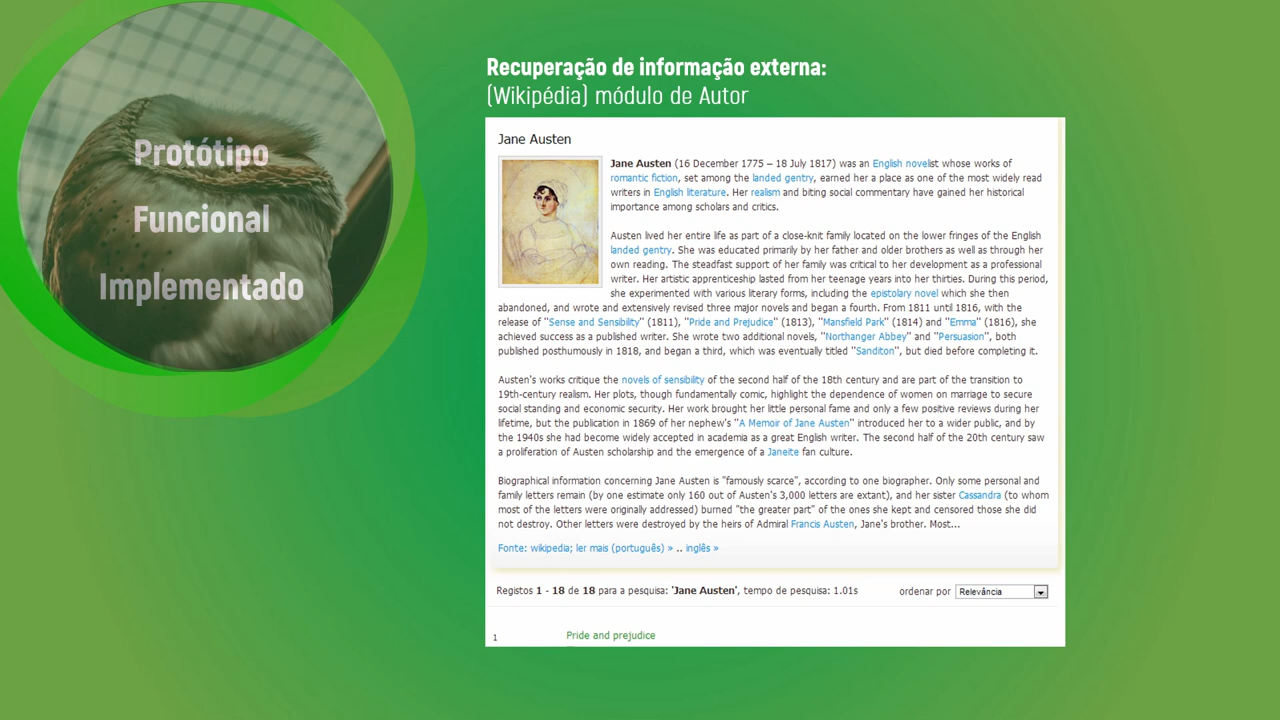 Protótipo
Funcional
Implementado
Recuperação de informação externa:
(Wikipédia) módulo de Autor
Jane Austen
Jane Austen (16 December 1775 – 18 July 1817) was an English novelist whose works of
romantic fiction, set among the landed gentry, earned her a place as one of the most widely read
writers in English literature. Her realism and biting social commentary have gained her historical
importance among scholars and critics.
Austen lived her entire life as part of a close-knit family located on the lower fringes of the English
landed gentry. She was educated primarily by her father and older brothers as well as through her
own reading. The steadfast support of her family was critical to her development as a professional
writer. Her artistic apprenticeship lasted from her teenage years into her thirties. During this period,
she experimented with various literary forms, including the epistolary novel which she then
abandoned, and wrote and extensively revised three major novels and began a fourth. From 1811 until 1816, with the
release of "Sense and Sensibility" (1811), "Pride and Prejudice" (1813), "Mansfield Park" (1814) and "Emma" (1816), she
achieved success as a published writer. She wrote two additional novels, "Northanger Abbey" and "Persuasion", both
published posthumously in 1818, and began a third, which was eventually titled "Sanditon", but died before completing it.
Austen's works critique the novels of sensibility of the second half of the 18th century and are part of the transition to
19th-century realism. Her plots, though fundamentally comic, highlight the dependence of women on marriage to secure
social standing and economic security. Her work brought her little personal fame and only a few positive reviews during her
lifetime, but the publication in 1869 of her nephew's "A Memoir of Jane Austen" introduced her to a wider public, and by
the 1940s she had become widely accepted in academia as a great English writer. The second half of the 20th century saw
a proliferation of Austen scholarship and the emergence of a Janeite fan culture.
Biographical information concerning Jane Austen is "famously scarce", according to one biographer. Only some personal and
family letters remain (by one estimate only 160 out of Austen's 3,000 letters are extant), and her sister Cassandra (to whom
most of the letters were originally addressed) burned "the greater part" of the ones she kept and censored those she did
not destroy. Other letters were destroyed by the heirs of Admiral Francis Austen, Jane's brother. Most...
Fonte: wikipedia; ler mais (português) » .. inglês »
Registos 1 - 18 de 18 para a pesquisa: 'Jane Austen', tempo de pesquisa: 1.01s
ordenar por Relevância
1 Pride and prejudice